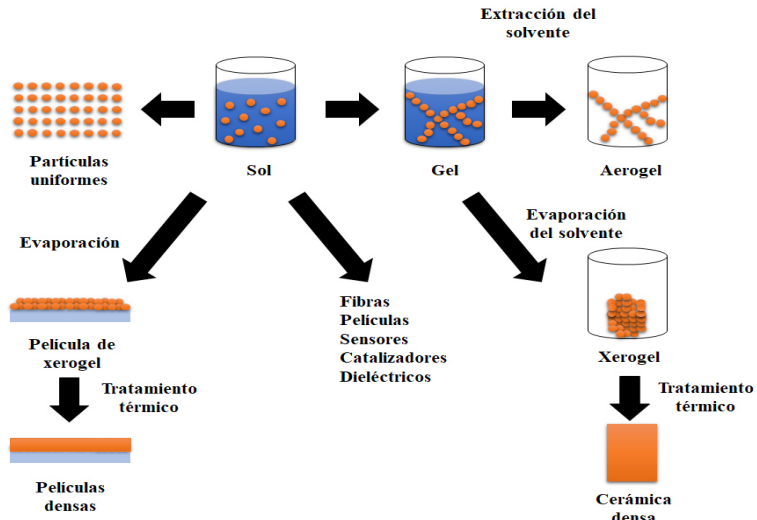 Extracción del
solvente
Partículas
uniformes
Sol
Gel
Aerogel
Evaporación
Evaporación
del solvente
Fibras
Películas
Sensores
Catalizadores
Dieléctricos
Película de
xerogel
Xerogel
Tratamiento
térmico
Tratamiento
térmico
Películas
densas
Cerámica
densa